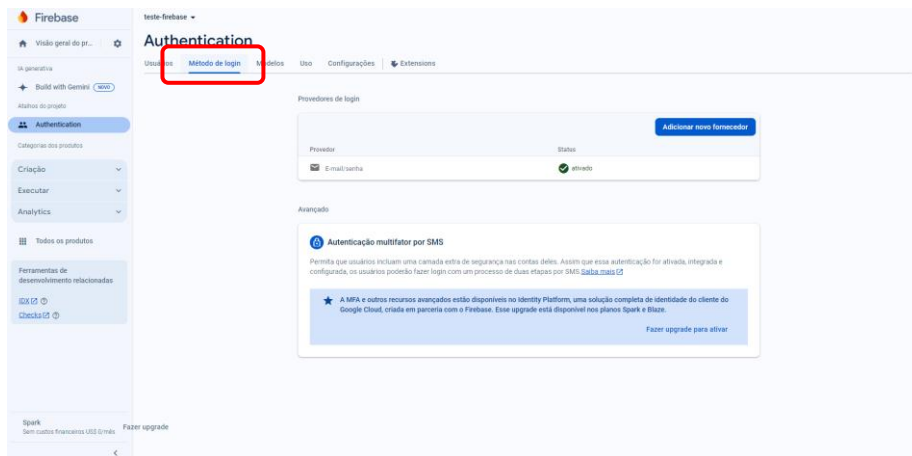 Firebase
teste-firebase
Visão geral do pr...
Authentication
Usuários Método de login Modelos Uso Configurações Extensions
IA generativa
Build with Gemini NOVO
Atalhos do projeto
Authentication
Categorias dos produtos
Criação
Executar
Analytics
Todos os produtos
Ferramentas de
desenvolvimento relacionadas
IDX
Checks
Spark
Sem custos financeiros US$ 0/mês
Fazer upgrade
Provedores de login
Adicionar novo fornecedor
Provedor Status
E-mail/senha ativado
Avançado
Autenticação multifator por SMS
Permita que usuários incluam uma camada extra de segurança nas contas deles. Assim que essa autenticação for ativada, integrada e
configurada, os usuários poderão fazer login com um processo de duas etapas por SMS. Saiba mais
A MFA e outros recursos avançados estão disponíveis no Identity Platform, uma solução completa de identidade do cliente do
Google Cloud, criada em parceria com o Firebase. Esse upgrade está disponível nos planos Spark e Blaze.
Fazer upgrade para ativar